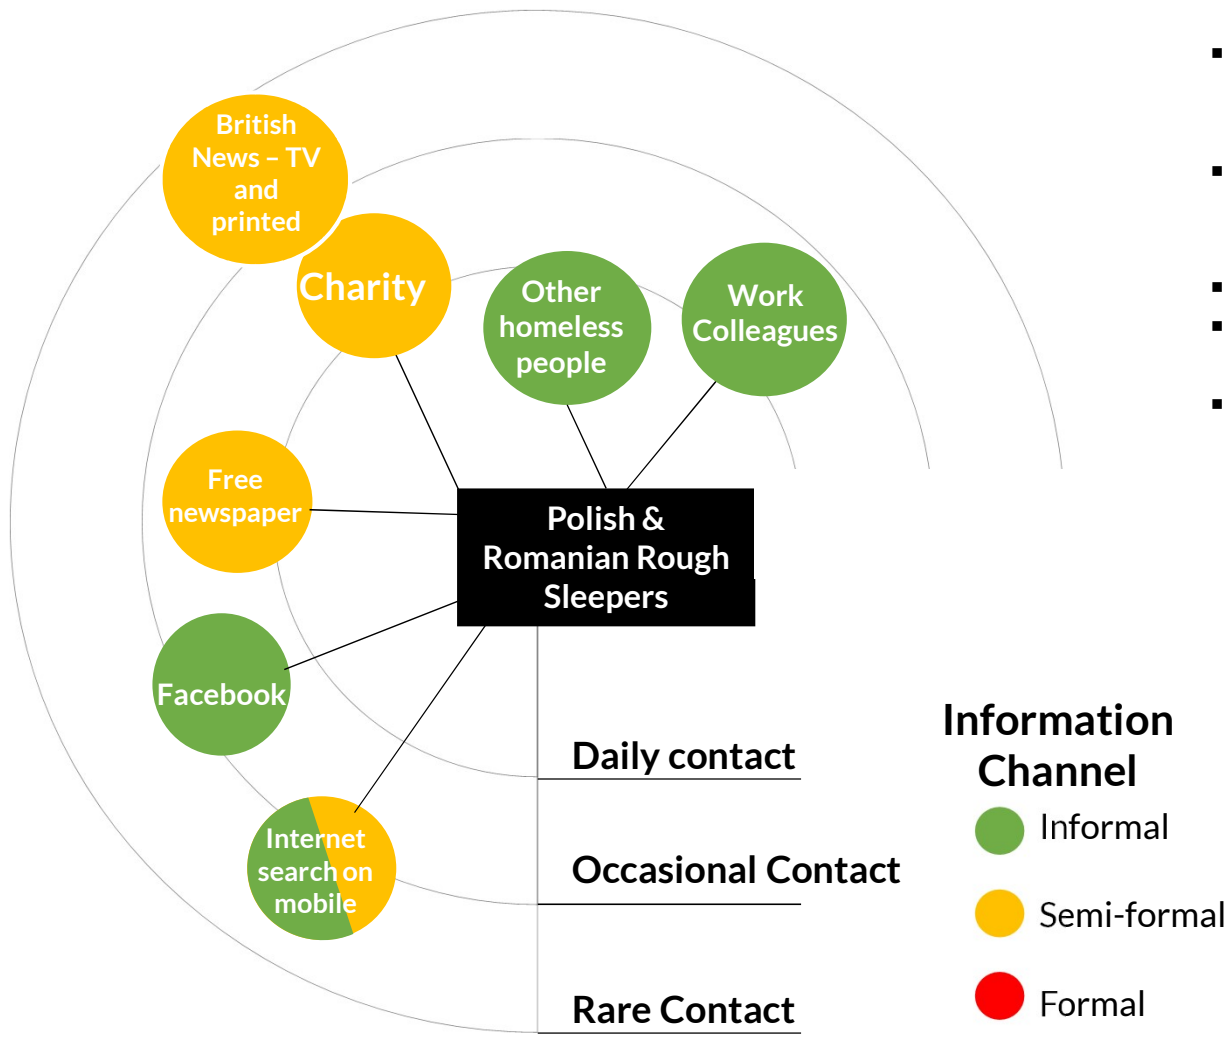 British
News – TV
and
printed
Charity
Other
homeless
people
Work
Colleagues
Free
newspaper
Polish &
Romanian Rough
Sleepers
Facebook
Internet
search on
mobile
Daily contact
Occasional Contact
Rare Contact
Information
Channel
Informal
Semi-formal
Formal